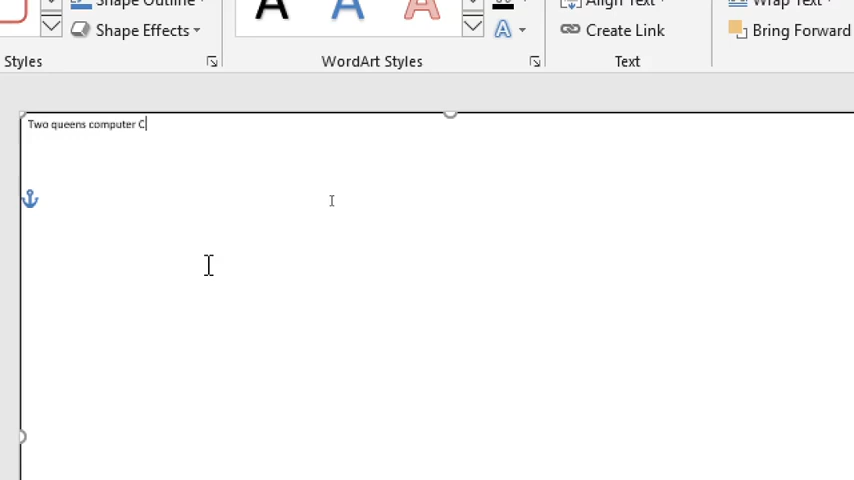 Shape Outline
Wrap Text
Align Text
Shape Effects
A A A
A
Create Link
Bring Forward
Styles
WordArt Styles
Text
Two queens computer C